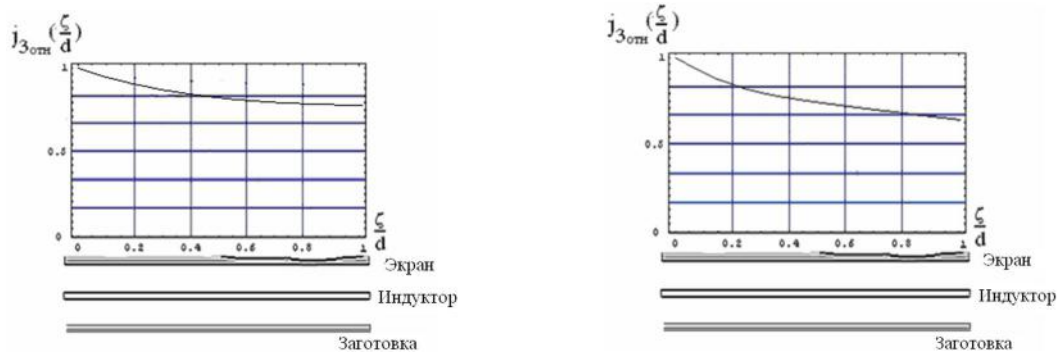 j3отн(ζ/d)
1
0.5
0
0 0.2 0.4 0.6 0.8 1
ζ/d
Экран
Индуктор
Заготовка
j3отн(ζ/d)
1
0.5
0
0 0.2 0.4 0.6 0.8 1
ζ/d
Экран
Индуктор
Заготовка